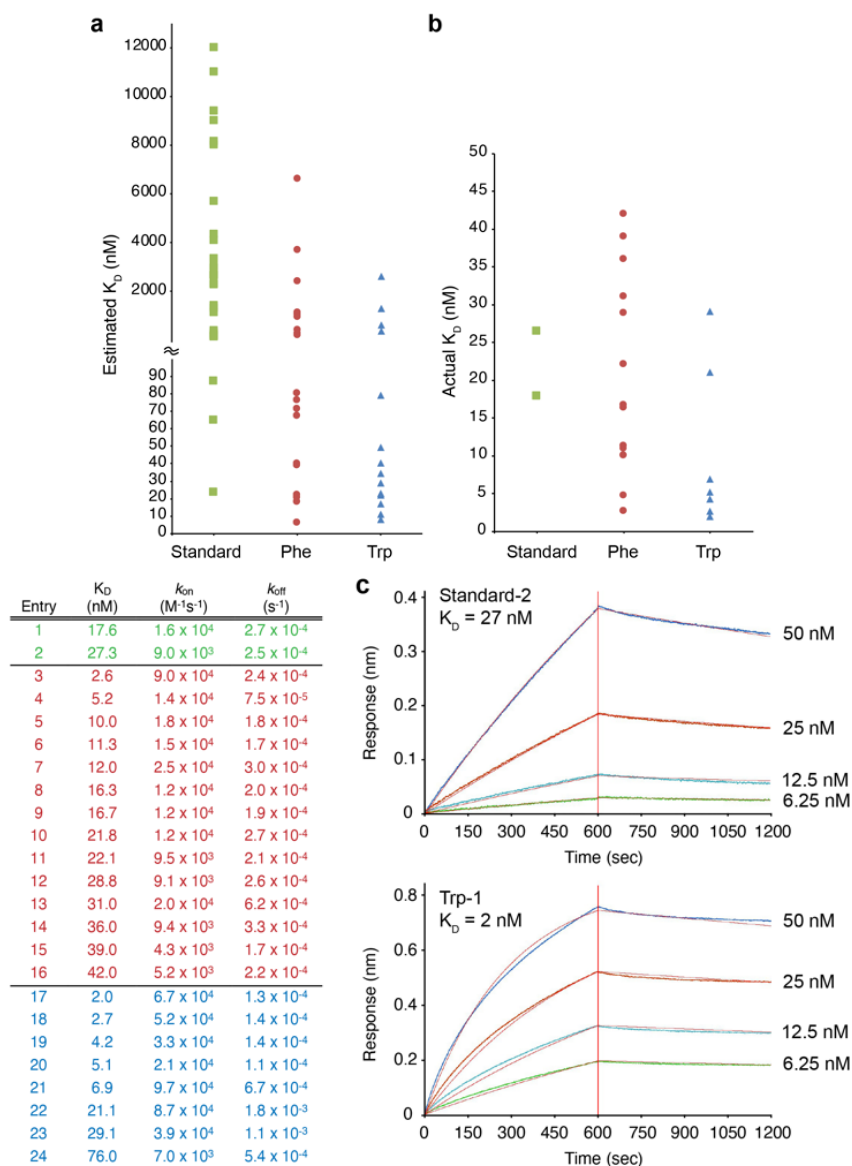 a
b
12000
10000
8000
6000
4000
2000
90
80
70
60
50
40
30
20
10
0
Estimated K_D (nM)
Standard Phe Trp
50
45
40
35
30
25
20
15
10
5
0
Actual K_D (nM)
Standard Phe Trp
Entry K_D (nM) k_on (M⁻¹s⁻¹) k_off (s⁻¹)
1 17.6 1.6 x 10⁴ 2.7 x 10⁻⁴
2 27.3 9.0 x 10³ 2.5 x 10⁻⁴
3 2.6 9.0 x 10⁴ 2.4 x 10⁻⁴
4 5.2 1.4 x 10⁴ 7.5 x 10⁻⁵
5 10.0 1.8 x 10⁴ 1.8 x 10⁻⁴
6 11.3 1.5 x 10⁴ 1.7 x 10⁻⁴
7 12.0 2.5 x 10⁴ 3.0 x 10⁻⁴
8 16.3 1.2 x 10⁴ 2.0 x 10⁻⁴
9 16.7 1.2 x 10⁴ 1.9 x 10⁻⁴
10 21.8 1.2 x 10⁴ 2.7 x 10⁻⁴
11 22.1 9.5 x 10³ 2.1 x 10⁻⁴
12 28.8 9.1 x 10³ 2.6 x 10⁻⁴
13 31.0 2.0 x 10⁴ 6.2 x 10⁻⁴
14 36.0 9.4 x 10³ 3.3 x 10⁻⁴
15 39.0 4.3 x 10³ 1.7 x 10⁻⁴
16 42.0 5.2 x 10³ 2.2 x 10⁻⁴
17 2.0 6.7 x 10⁴ 1.3 x 10⁻⁴
18 2.7 5.2 x 10⁴ 1.4 x 10⁻⁴
19 4.2 3.3 x 10⁴ 1.4 x 10⁻⁴
20 5.1 2.1 x 10⁴ 1.1 x 10⁻⁴
21 6.9 9.7 x 10⁴ 6.7 x 10⁻⁴
22 21.1 8.7 x 10⁴ 1.8 x 10⁻³
23 29.1 3.9 x 10⁴ 1.1 x 10⁻³
24 76.0 7.0 x 10³ 5.4 x 10⁻⁴
c
Standard-2
K_D = 27 nM
0.4
0.3
0.2
0.1
0
Response (nm)
50 nM
25 nM
12.5 nM
6.25 nM
0 150 300 450 600 750 900 1050 1200
Time (sec)
Trp-1
K_D = 2 nM
0.8
0.6
0.4
0.2
0
Response (nm)
50 nM
25 nM
12.5 nM
6.25 nM
0 150 300 450 600 750 900 1050 1200
Time (sec)